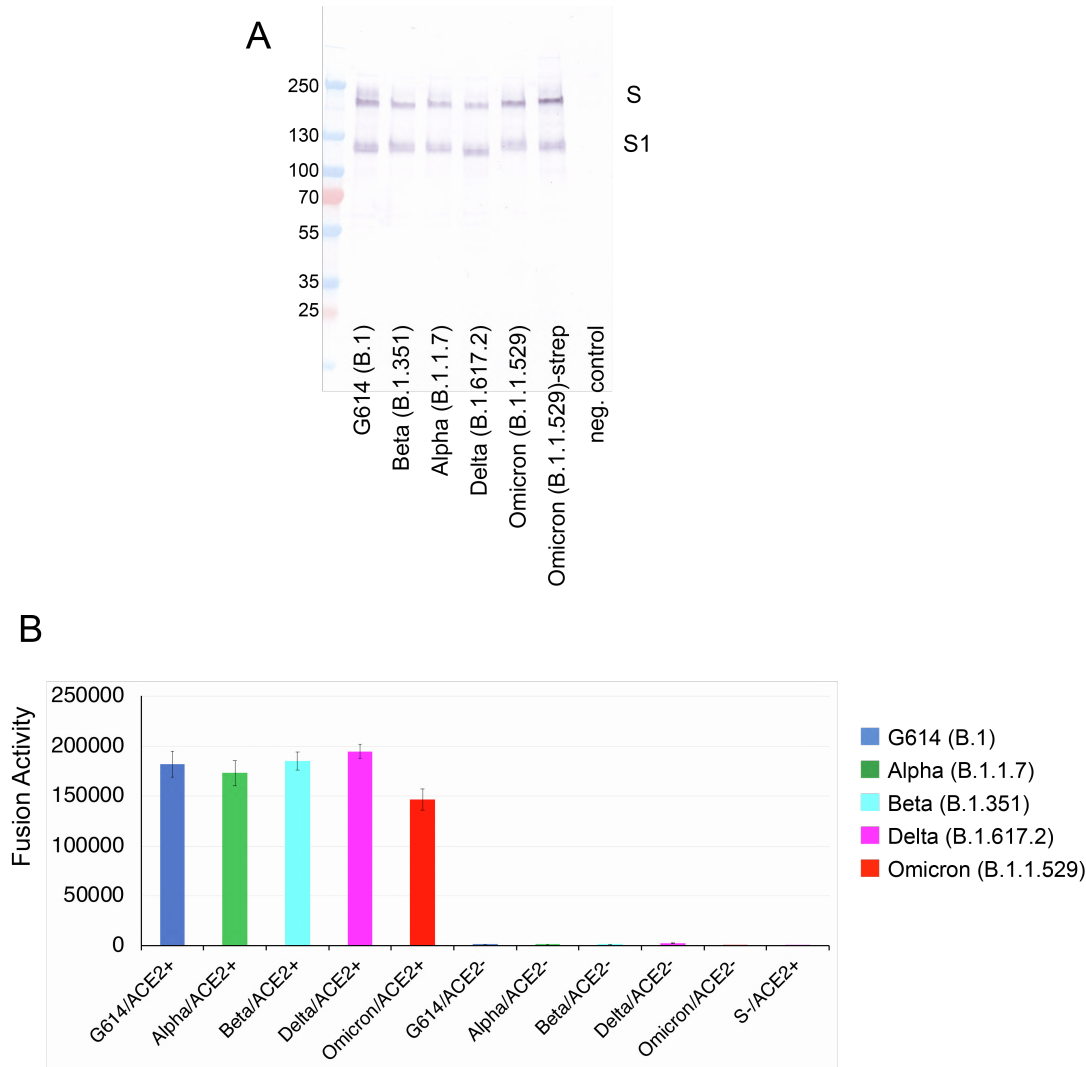 A
250
130
100
70
55
35
25
S
S1
G614 (B.1)
Beta (B.1.351)
Alpha (B.1.1.7)
Delta (B.1.617.2)
Omicron (B.1.1.529)
Omicron (B.1.1.529)-strep
neg. control
B
Fusion Activity
250000
200000
150000
100000
50000
0
G614/ACE2+
Alpha/ACE2+
Beta/ACE2+
Delta/ACE2+
Omicron/ACE2+
G614/ACE2-
Alpha/ACE2-
Beta/ACE2-
Delta/ACE2-
Omicron/ACE2-
S-/ACE2+
G614 (B.1)
Alpha (B.1.1.7)
Beta (B.1.351)
Delta (B.1.617.2)
Omicron (B.1.1.529)